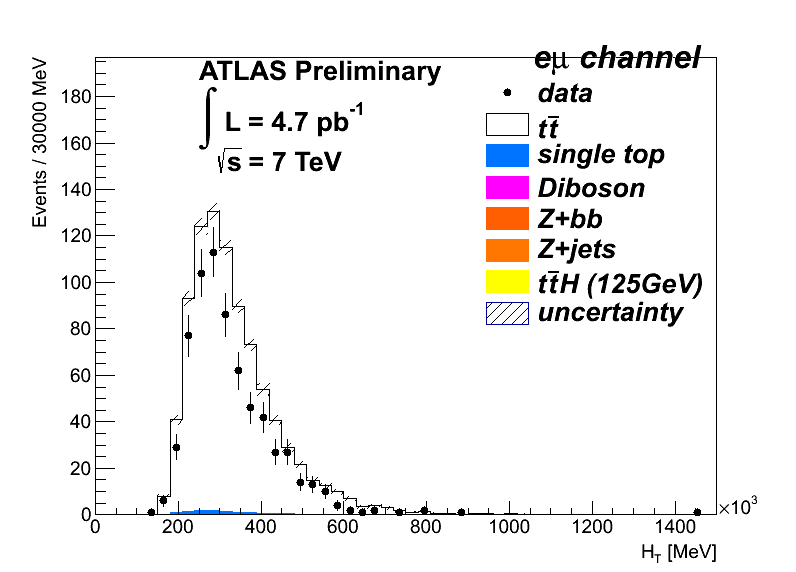 eμ channel
ATLAS Preliminary
∫ L = 4.7 pb-1
√s = 7 TeV
data
tt̄
single top
Diboson
Z+bb
Z+jets
tt̄H (125GeV)
uncertainty
Events / 30000 MeV
180
160
140
120
100
80
60
40
20
0
0 200 400 600 800 1000 1200 1400
×10³
H_T [MeV]